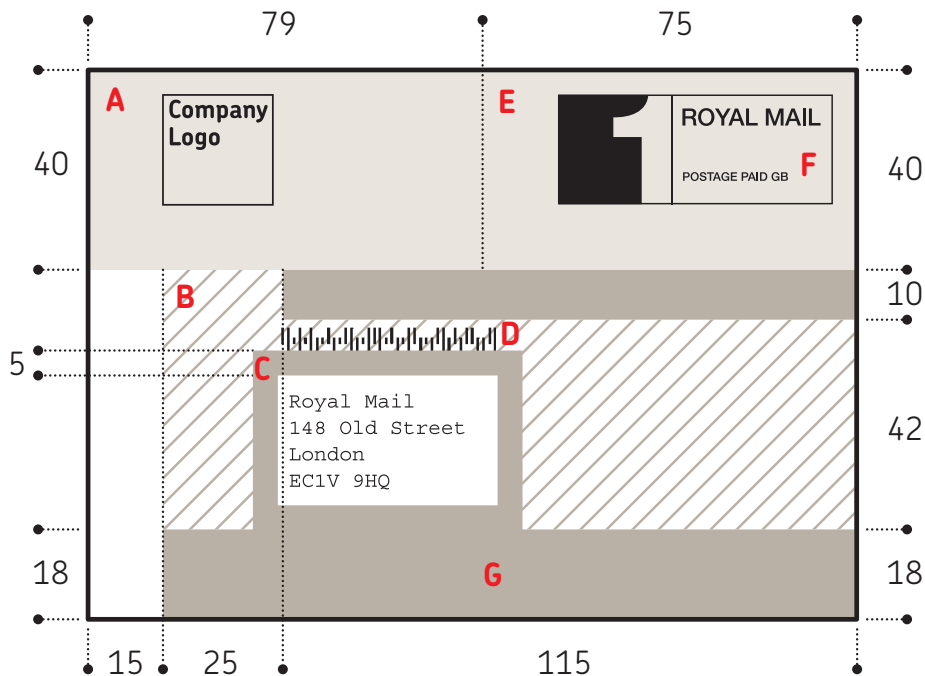 79
75
A
Company
Logo
E
ROYAL MAIL
POSTAGE PAID GB
F
40
40
B
10
D
5
C
Royal Mail
148 Old Street
London
EC1V 9HQ
42
18
G
18
15
25
115